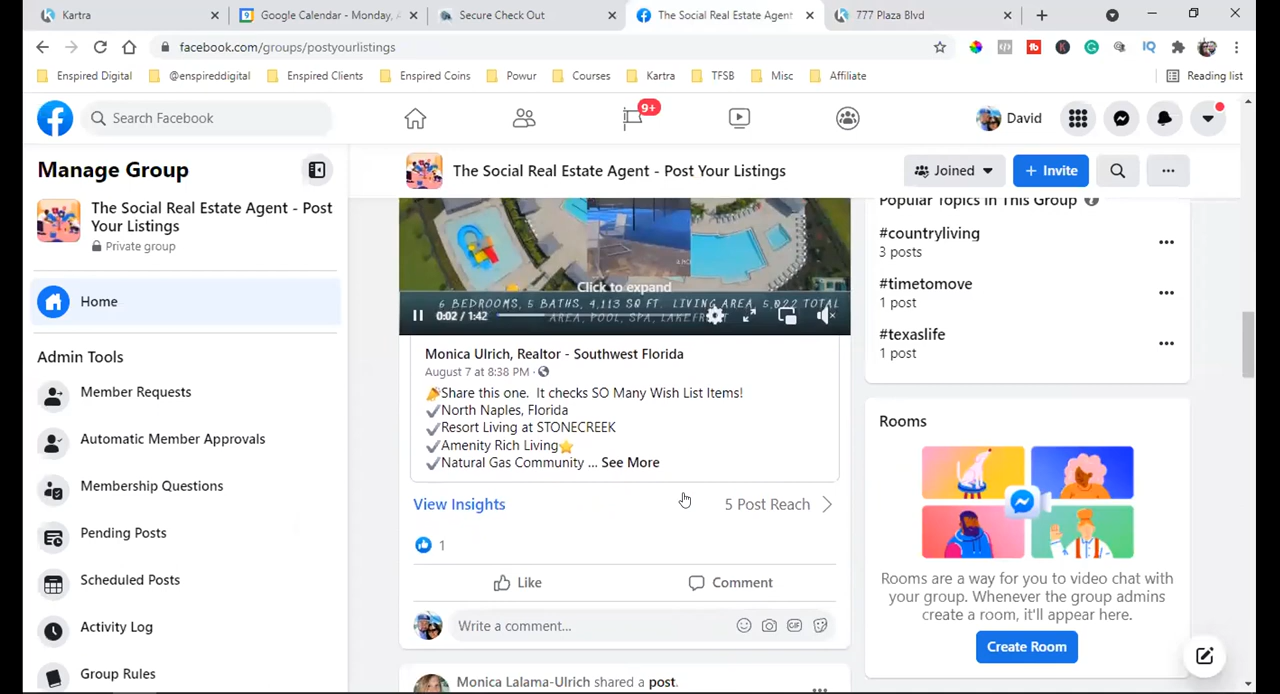 Kartra
Google Calendar - Monday, A
Secure Check Out
The Social Real Estate Agent
777 Plaza Blvd
facebook.com/groups/postyourlistings
Enspired Digital
@enspireddigital
Enspired Clients
Enspired Coins
Powur
Courses
Kartra
TFSB
Misc
Affiliate
Reading list
Search Facebook
9+
David
Manage Group
The Social Real Estate Agent - Post
Your Listings
Private group
Home
Admin Tools
Member Requests
Automatic Member Approvals
Membership Questions
Pending Posts
Scheduled Posts
Activity Log
Group Rules
The Social Real Estate Agent - Post Your Listings
Joined
+ Invite
Click to expand
6 BEDROOMS, 5 BATHS, 4,113 SQ FT. LIVING AREA, 5,022 TOTAL
AREA, POOL, SPA, LAKEFR
0:02 / 1:42
Monica Ulrich, Realtor - Southwest Florida
August 7 at 8:38 PM ·
Share this one. It checks SO Many Wish List Items!
✓North Naples, Florida
✓Resort Living at STONECREEK
✓Amenity Rich Living⭐
✓Natural Gas Community ... See More
View Insights
5 Post Reach
1
Like
Comment
Write a comment...
GIF
Monica Lalama-Ulrich shared a post.
Popular Topics in This Group
#countryliving
3 posts
#timetomove
1 post
#texaslife
1 post
Rooms
Rooms are a way for you to video chat with
your group. Whenever the group admins
create a room, it'll appear here.
Create Room